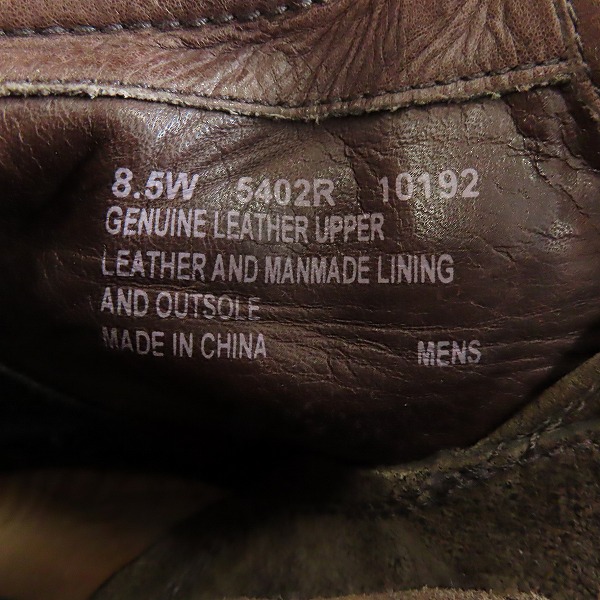 8.5W 5402R 10192
GENUINE LEATHER UPPER
LEATHER AND MANMADE LINING
AND OUTSOLE
MADE IN CHINA MENS